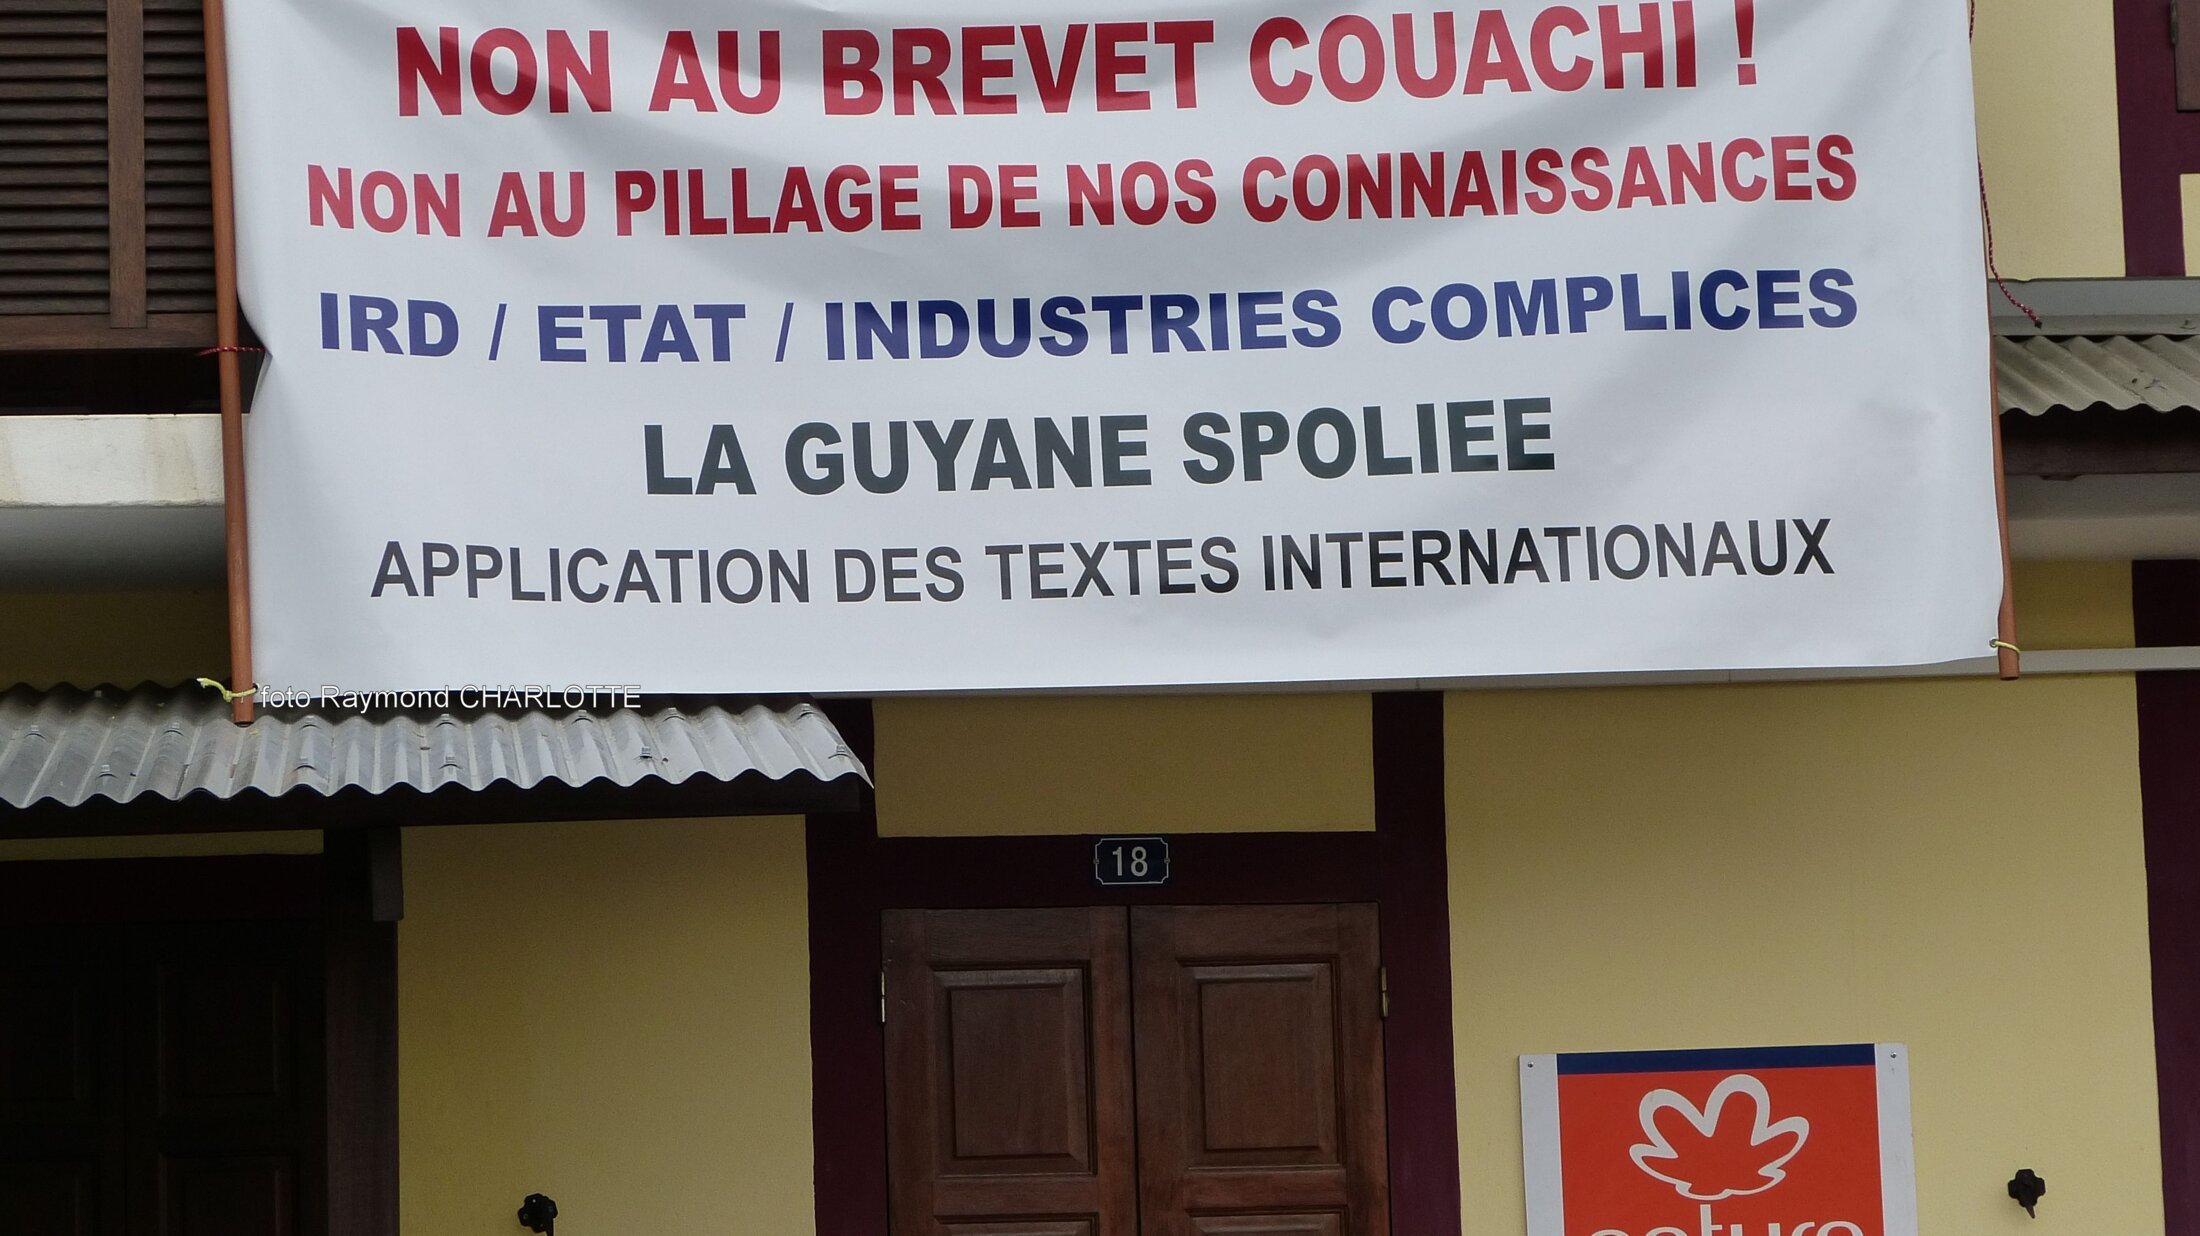 NON AU BREVET COUACHI !
NON AU PILLAGE DE NOS CONNAISSANCES
IRD / ETAT / INDUSTRIES COMPLICES
LA GUYANE SPOLIEE
APPLICATION DES TEXTES INTERNATIONAUX
foto Raymond CHARLOTTE
18